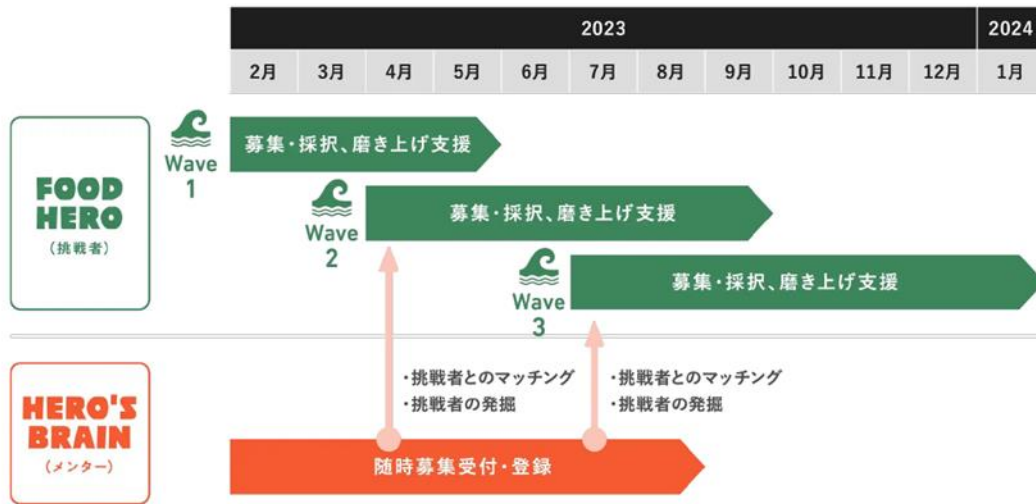 2023
2024
2月
3月
4月
5月
6月
7月
8月
9月
10月
11月
12月
1月
FOOD
HERO
（挑戦者）
Wave
1
募集・採択、磨き上げ支援
Wave
2
募集・採択、磨き上げ支援
Wave
3
募集・採択、磨き上げ支援
・挑戦者とのマッチング
・挑戦者の発掘
・挑戦者とのマッチング
・挑戦者の発掘
HERO'S
BRAIN
（メンター）
随時募集受付・登録